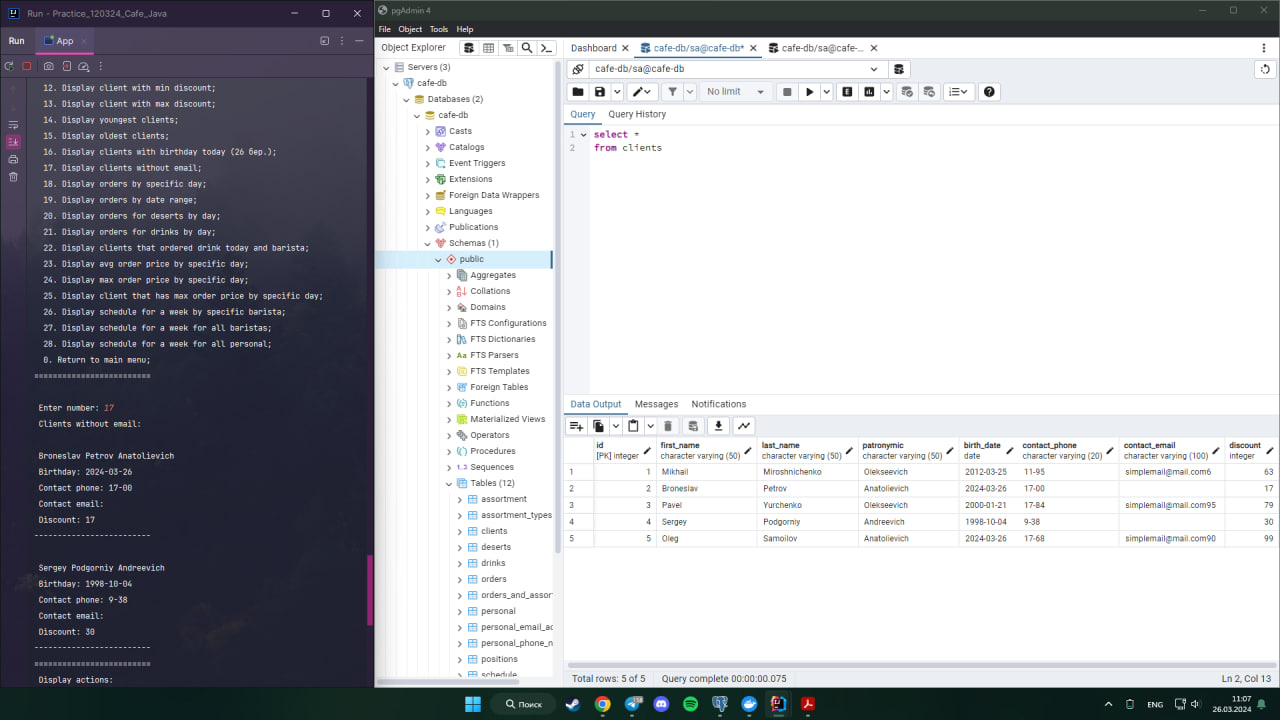 Run - Practice_120324_Cafe_Java
Run
App
12. Display client with min discount;
13. Display client with max discount;
14. Display youngest clients;
15. Display oldest clients;
16. Display clients with birthday today (26 бер.);
17. Display clients without email;
18. Display orders by specific day;
19. Display orders by date range;
20. Display orders for deserts by day;
21. Display orders for drinks by day;
22. Display clients that ordered drink today and barista;
23. Display avg order price by specific day;
24. Display max order price by specific day;
25. Display client that has max order price by specific day;
26. Display schedule for a week by specific barista;
27. Display schedule for a week for all baristas;
28. Display schedule for a week for all personal;
0. Return to main menu;
=========================
Enter number: 17
Clients without email:
Broneslav Petrov Anatolievich
Birthday: 2024-03-26
Contact phone: 17-00
Contact email:
Discount: 17
-------------------------
Sergey Podgorniy Andreevich
Birthday: 1998-10-04
Contact phone: 9-38
Contact email:
Discount: 30
-------------------------
=========================
Display actions:
pgAdmin 4
File Object Tools Help
Object Explorer
Servers (3)
cafe-db
Databases (2)
cafe-db
Casts
Catalogs
Event Triggers
Extensions
Foreign Data Wrappers
Languages
Publications
Schemas (1)
public
Aggregates
Collations
Domains
FTS Configurations
FTS Dictionaries
FTS Parsers
FTS Templates
Foreign Tables
Functions
Materialized Views
Operators
Procedures
1.3 Sequences
Tables (12)
assortment
assortment_types
clients
deserts
drinks
orders
orders_and_assor
personal
personal_email_ac
personal_phone_n
positions
schedule
Dashboard cafe-db/sa@cafe-db* cafe-db/sa@cafe-...
cafe-db/sa@cafe-db
No limit
Query Query History
1 select *
2 from clients
Data Output Messages Notifications
id first_name last_name patronymic birth_date contact_phone contact_email discount
[PK] integer character varying (50) character varying (50) character varying (50) date character varying (20) character varying (100) integer
1 1 Mikhail Miroshnichenko Olekseevich 2012-03-25 11-95 simplemail@mail.com6 63
2 2 Broneslav Petrov Anatolievich 2024-03-26 17-00 17
3 3 Pavel Yurchenko Olekseevich 2000-01-21 17-84 simplemail@mail.com95 79
4 4 Sergey Podgorniy Andreevich 1998-10-04 9-38 30
5 5 Oleg Samoilov Anatolievich 2024-03-26 17-68 simplemail@mail.com90 99
Total rows: 5 of 5 Query complete 00:00:00.075 Ln 2, Col 13
Поиск
ENG
11:07
26.03.2024